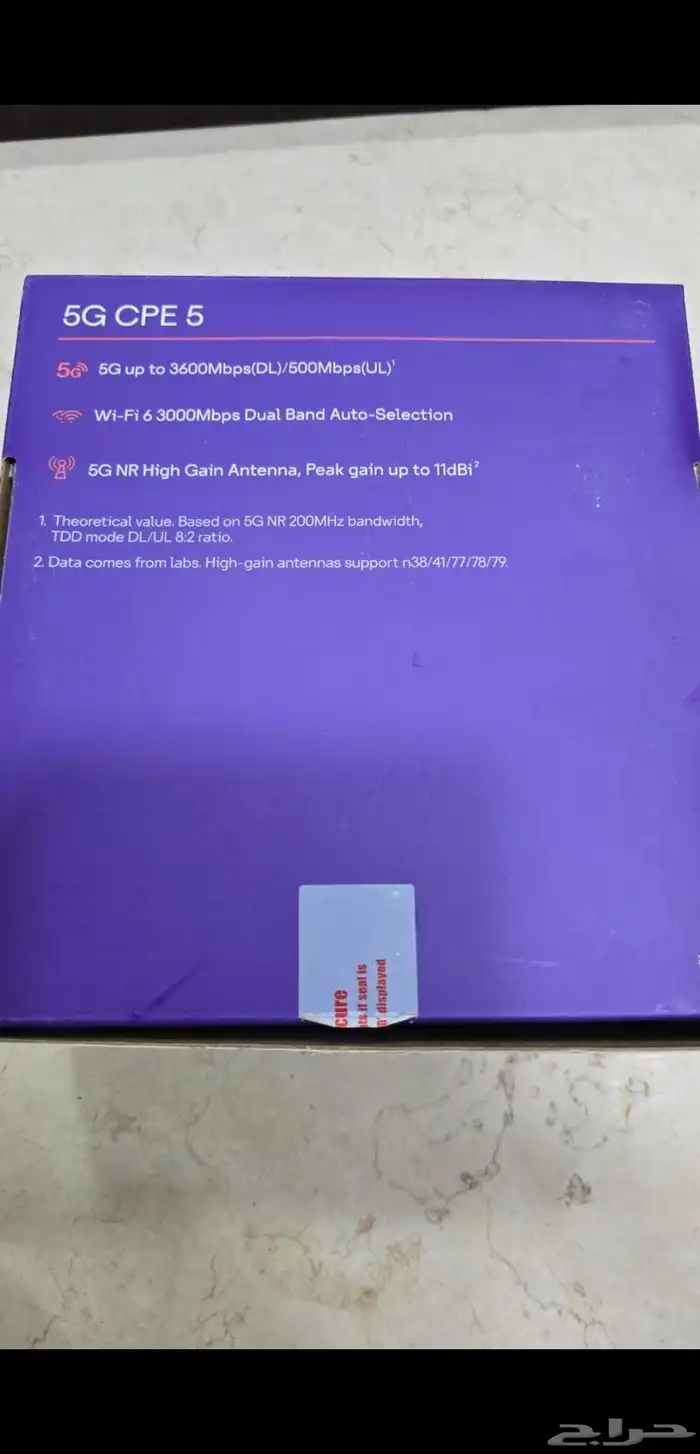 5G CPE 5
5G 5G up to 3600Mbps(DL)/500Mbps(UL)¹
Wi-Fi 6 3000Mbps Dual Band Auto-Selection
5G NR High Gain Antenna, Peak gain up to 11dBi²
1. Theoretical value. Based on 5G NR 200MHz bandwidth,
TDD mode DL/UL 8:2 ratio.
2. Data comes from labs. High-gain antennas support n38/41/77/78/79.
if seal is
displayed
حراج